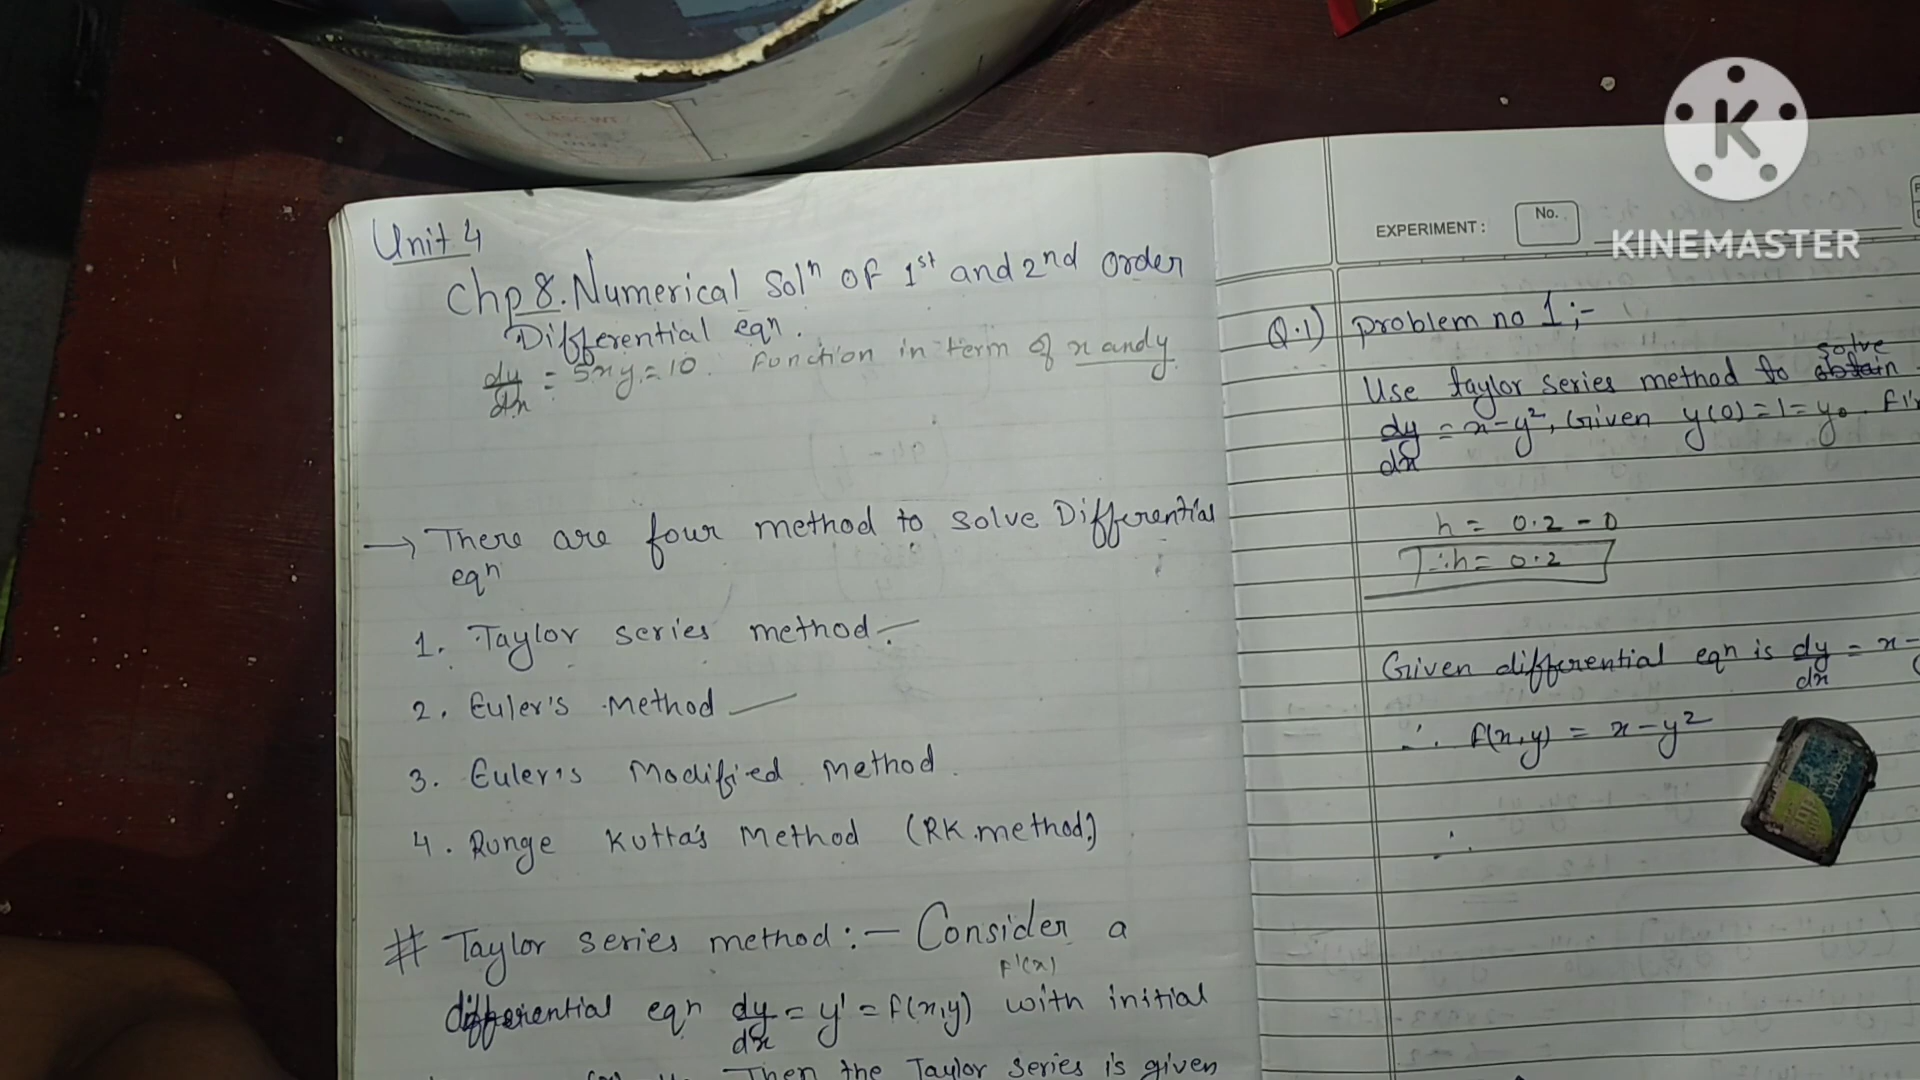 Unit 4
Chp 8. Numerical Solⁿ of 1st and 2nd order
Differential eqⁿ.
dy/dx = 5xy = 10. Function in term of x and y
→ There are four method to solve Differential
eqⁿ
1. Taylor series method
2. Euler's Method
3. Euler's Modified Method.
4. Runge Kutta's Method (RK method)
# Taylor series method :- Consider a
f'(x)
differential eqⁿ dy/dx = y' = f(x,y) with initial
Then the Taylor series is given
KINEMASTER
EXPERIMENT :
No.
Q.1) problem no 1;-
solve
Use taylor series method to obtain
dy/dx = x-y², Given y(0)=1=y₀.
h = 0.2 - 0
∴ h = 0.2
Given differential eqⁿ is dy/dx = x -
∴ f(x,y) = x-y²
∴